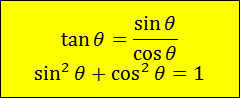 tan θ = sin θ / cos θ
sin² θ + cos² θ = 1